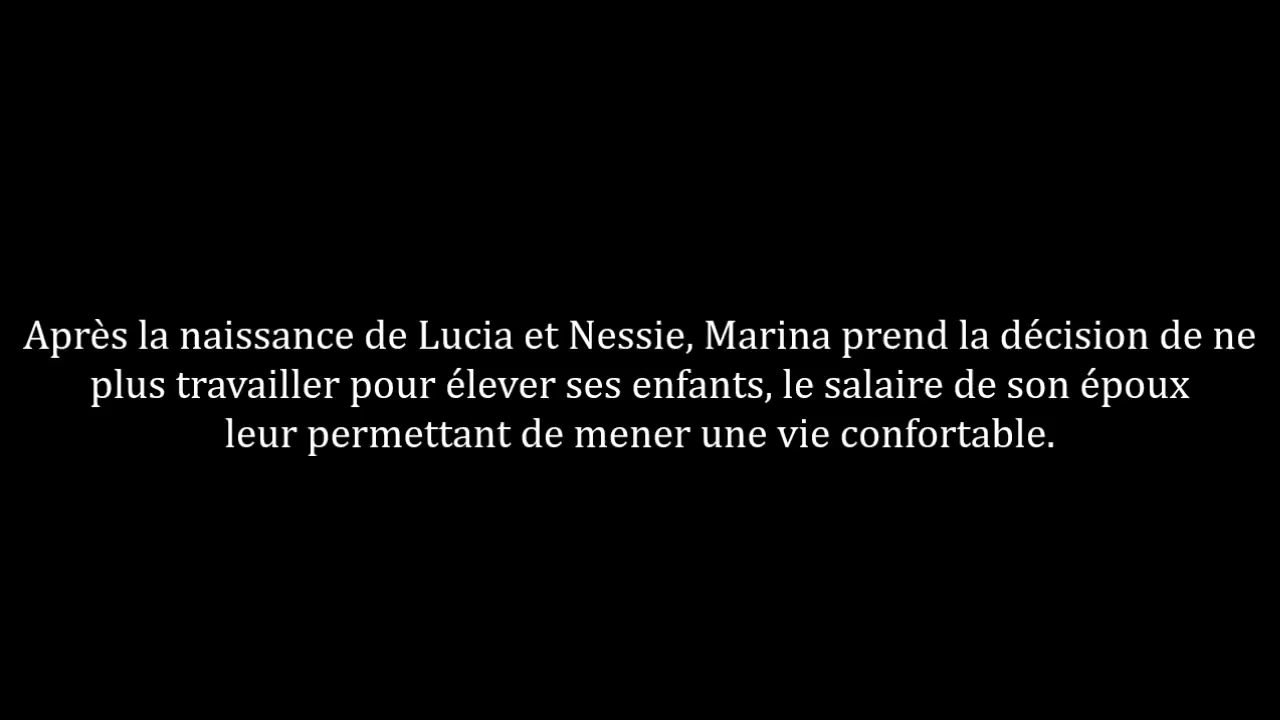 Après la naissance de Lucia et Nessie, Marina prend la décision de ne
plus travailler pour élever ses enfants, le salaire de son époux
leur permettant de mener une vie confortable.